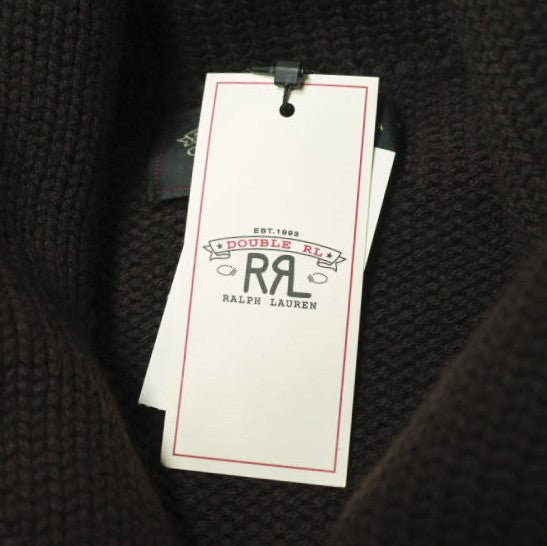 EST.1993
★ DOUBLE RL ★
RRL
RALPH LAUREN